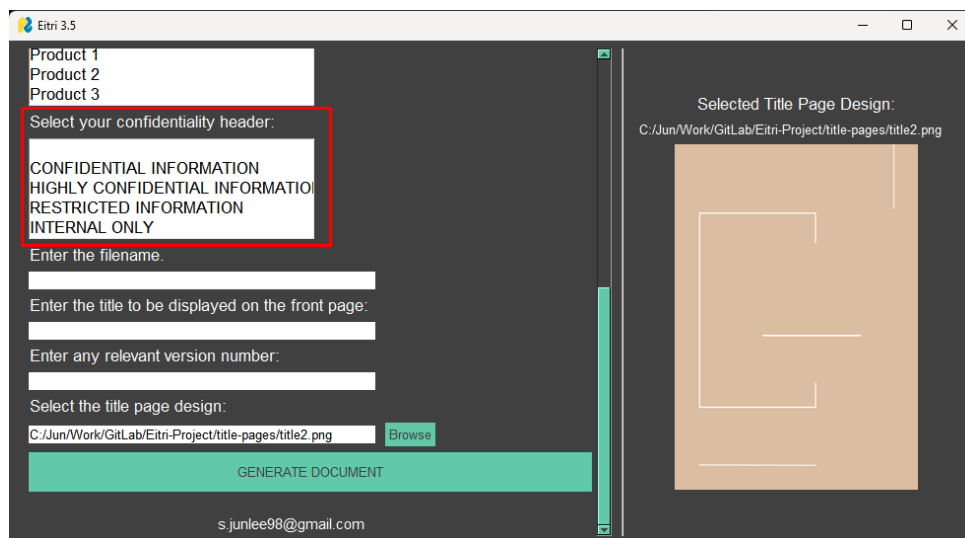 Eitri 3.5
Product 1
Product 2
Product 3
Select your confidentiality header:
CONFIDENTIAL INFORMATION
HIGHLY CONFIDENTIAL INFORMATIO
RESTRICTED INFORMATION
INTERNAL ONLY
Enter the filename.
Enter the title to be displayed on the front page:
Enter any relevant version number:
Select the title page design:
C:/Jun/Work/GitLab/Eitri-Project/title-pages/title2.png
Browse
GENERATE DOCUMENT
s.junlee98@gmail.com
Selected Title Page Design:
C:/Jun/Work/GitLab/Eitri-Project/title-pages/title2.png